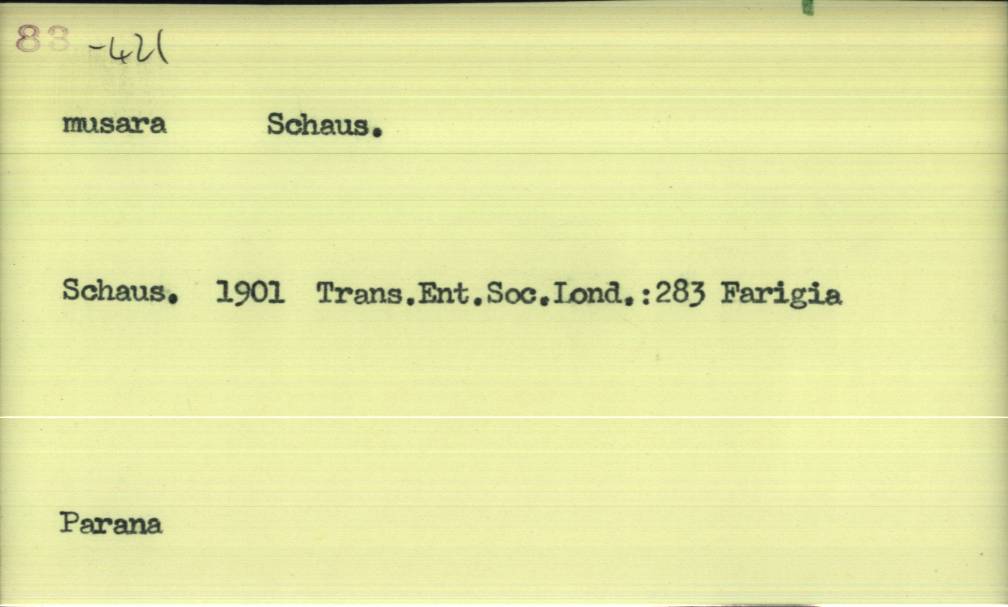 83 -421
musara Schaus.
Schaus. 1901 Trans.Ent.Soc.Lond.:283 Farigia
Parana